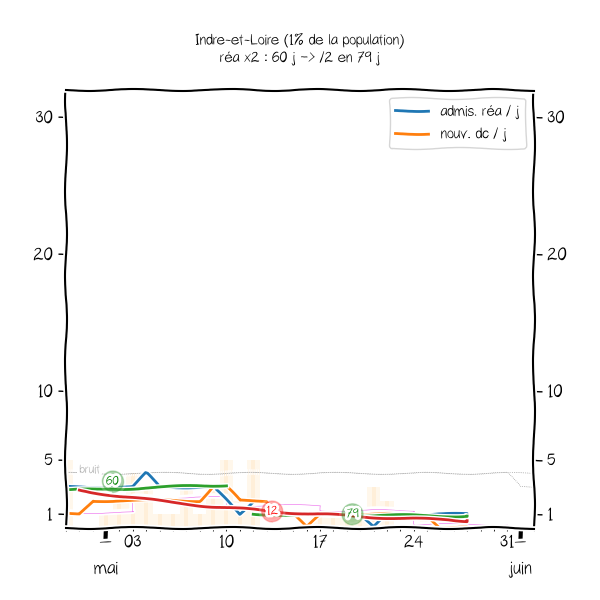 Indre-et-Loire (1% de la population)
réa x2 : 60 j -> /2 en 79 j
admis. réa / j
nouv. dc / j
30
30
20
20
10
10
5
5
1
1
bruit
60
12
79
03
10
17
24
31
mai
juin